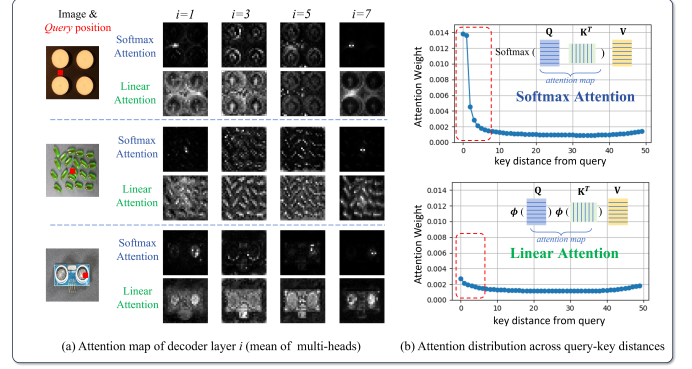 Image &
Query position
i=1
i=3
i=5
i=7
Softmax
Attention
Linear
Attention
Softmax
Attention
Linear
Attention
Softmax
Attention
Linear
Attention
(a) Attention map of decoder layer i (mean of multi-heads)
Attention Weight
0.014
0.012
0.010
0.008
0.006
0.004
0.002
0.000
Q K^T V
Softmax ( )
attention map
Softmax Attention
0 10 20 30 40 50
key distance from query
Attention Weight
0.014
0.012
0.010
0.008
0.006
0.004
0.002
0.000
Q K^T V
ϕ ( ) ϕ ( )
attention map
Linear Attention
0 10 20 30 40 50
key distance from query
(b) Attention distribution across query-key distances